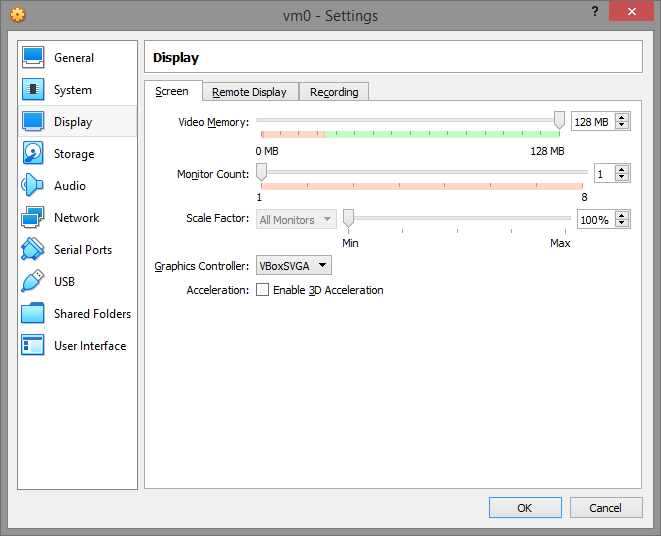 vm0 - Settings
?
General
System
Display
Storage
Audio
Network
Serial Ports
USB
Shared Folders
User Interface
Display
Screen
Remote Display
Recording
Video Memory:
128 MB
0 MB
128 MB
Monitor Count:
1
1
8
Scale Factor:
All Monitors
100%
Min
Max
Graphics Controller:
VBoxSVGA
Acceleration:
Enable 3D Acceleration
OK
Cancel